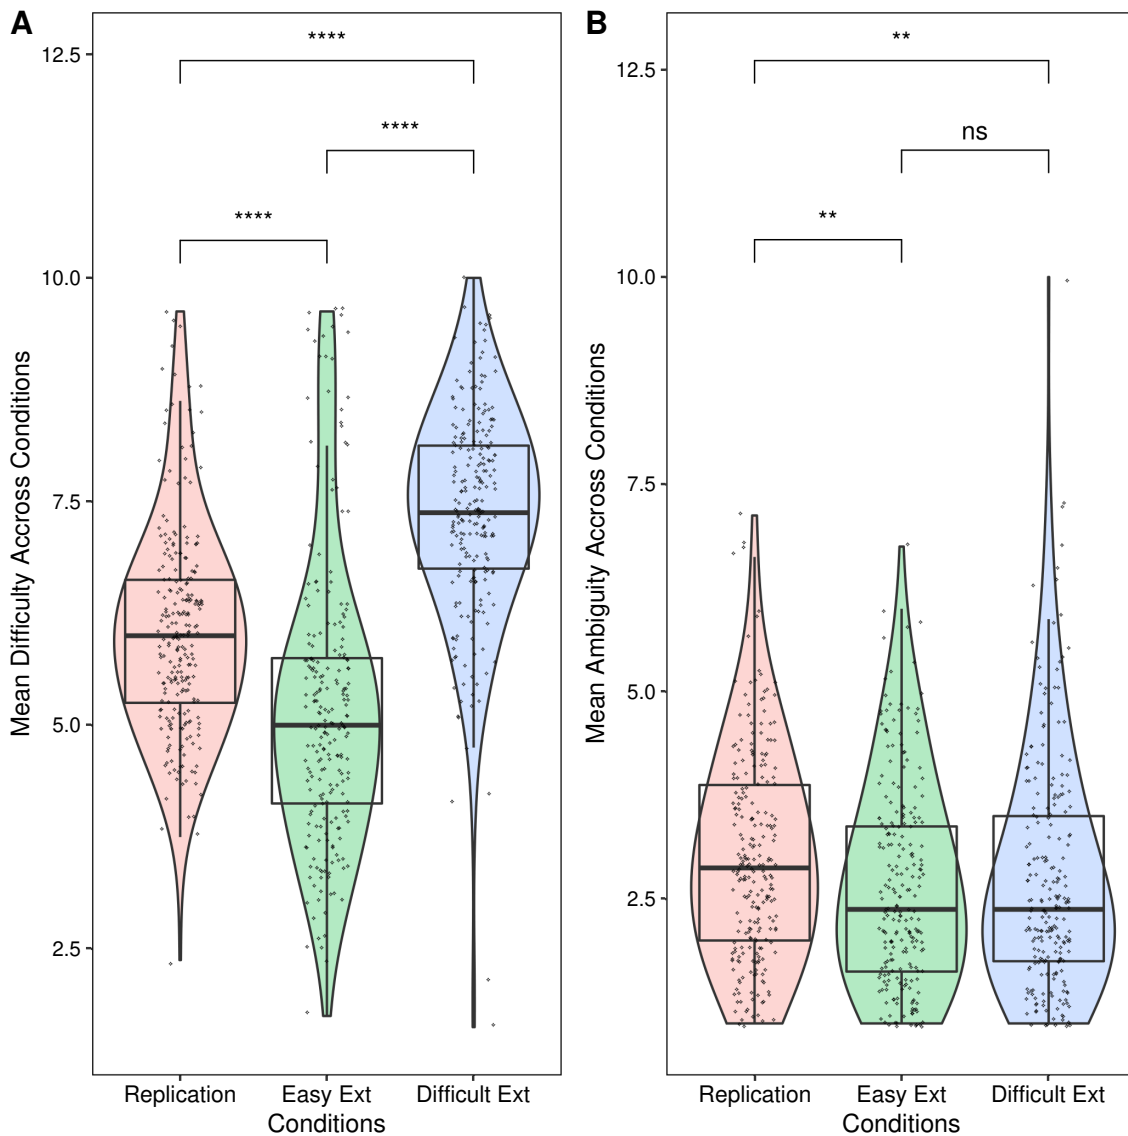 A
****
****
****
12.5
10.0
7.5
5.0
2.5
Mean Difficulty Accross Conditions
Replication
Easy Ext
Difficult Ext
Conditions
B
**
ns
**
12.5
10.0
7.5
5.0
2.5
Mean Ambiguity Accross Conditions
Replication
Easy Ext
Difficult Ext
Conditions